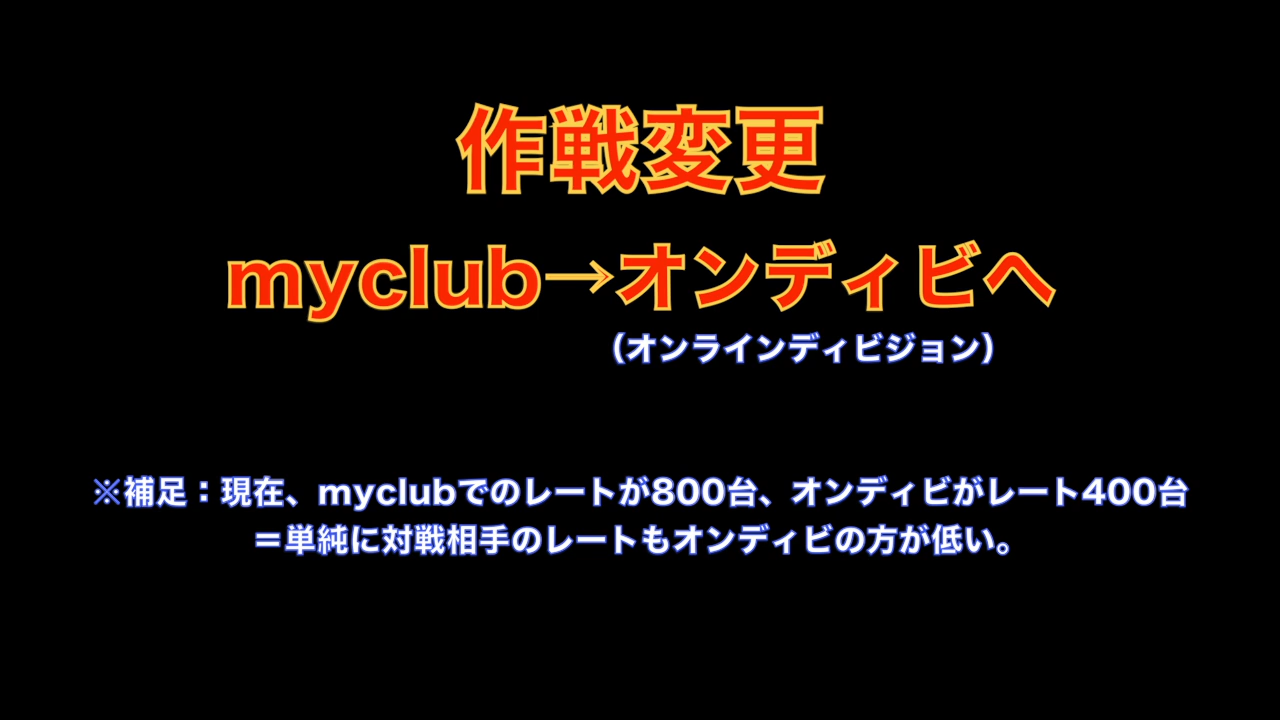 作戦変更
myclub→オンディビへ
（オンラインディビジョン）
※補足：現在、myclubでのレートが800台、オンディビがレート400台
＝単純に対戦相手のレートもオンディビの方が低い。